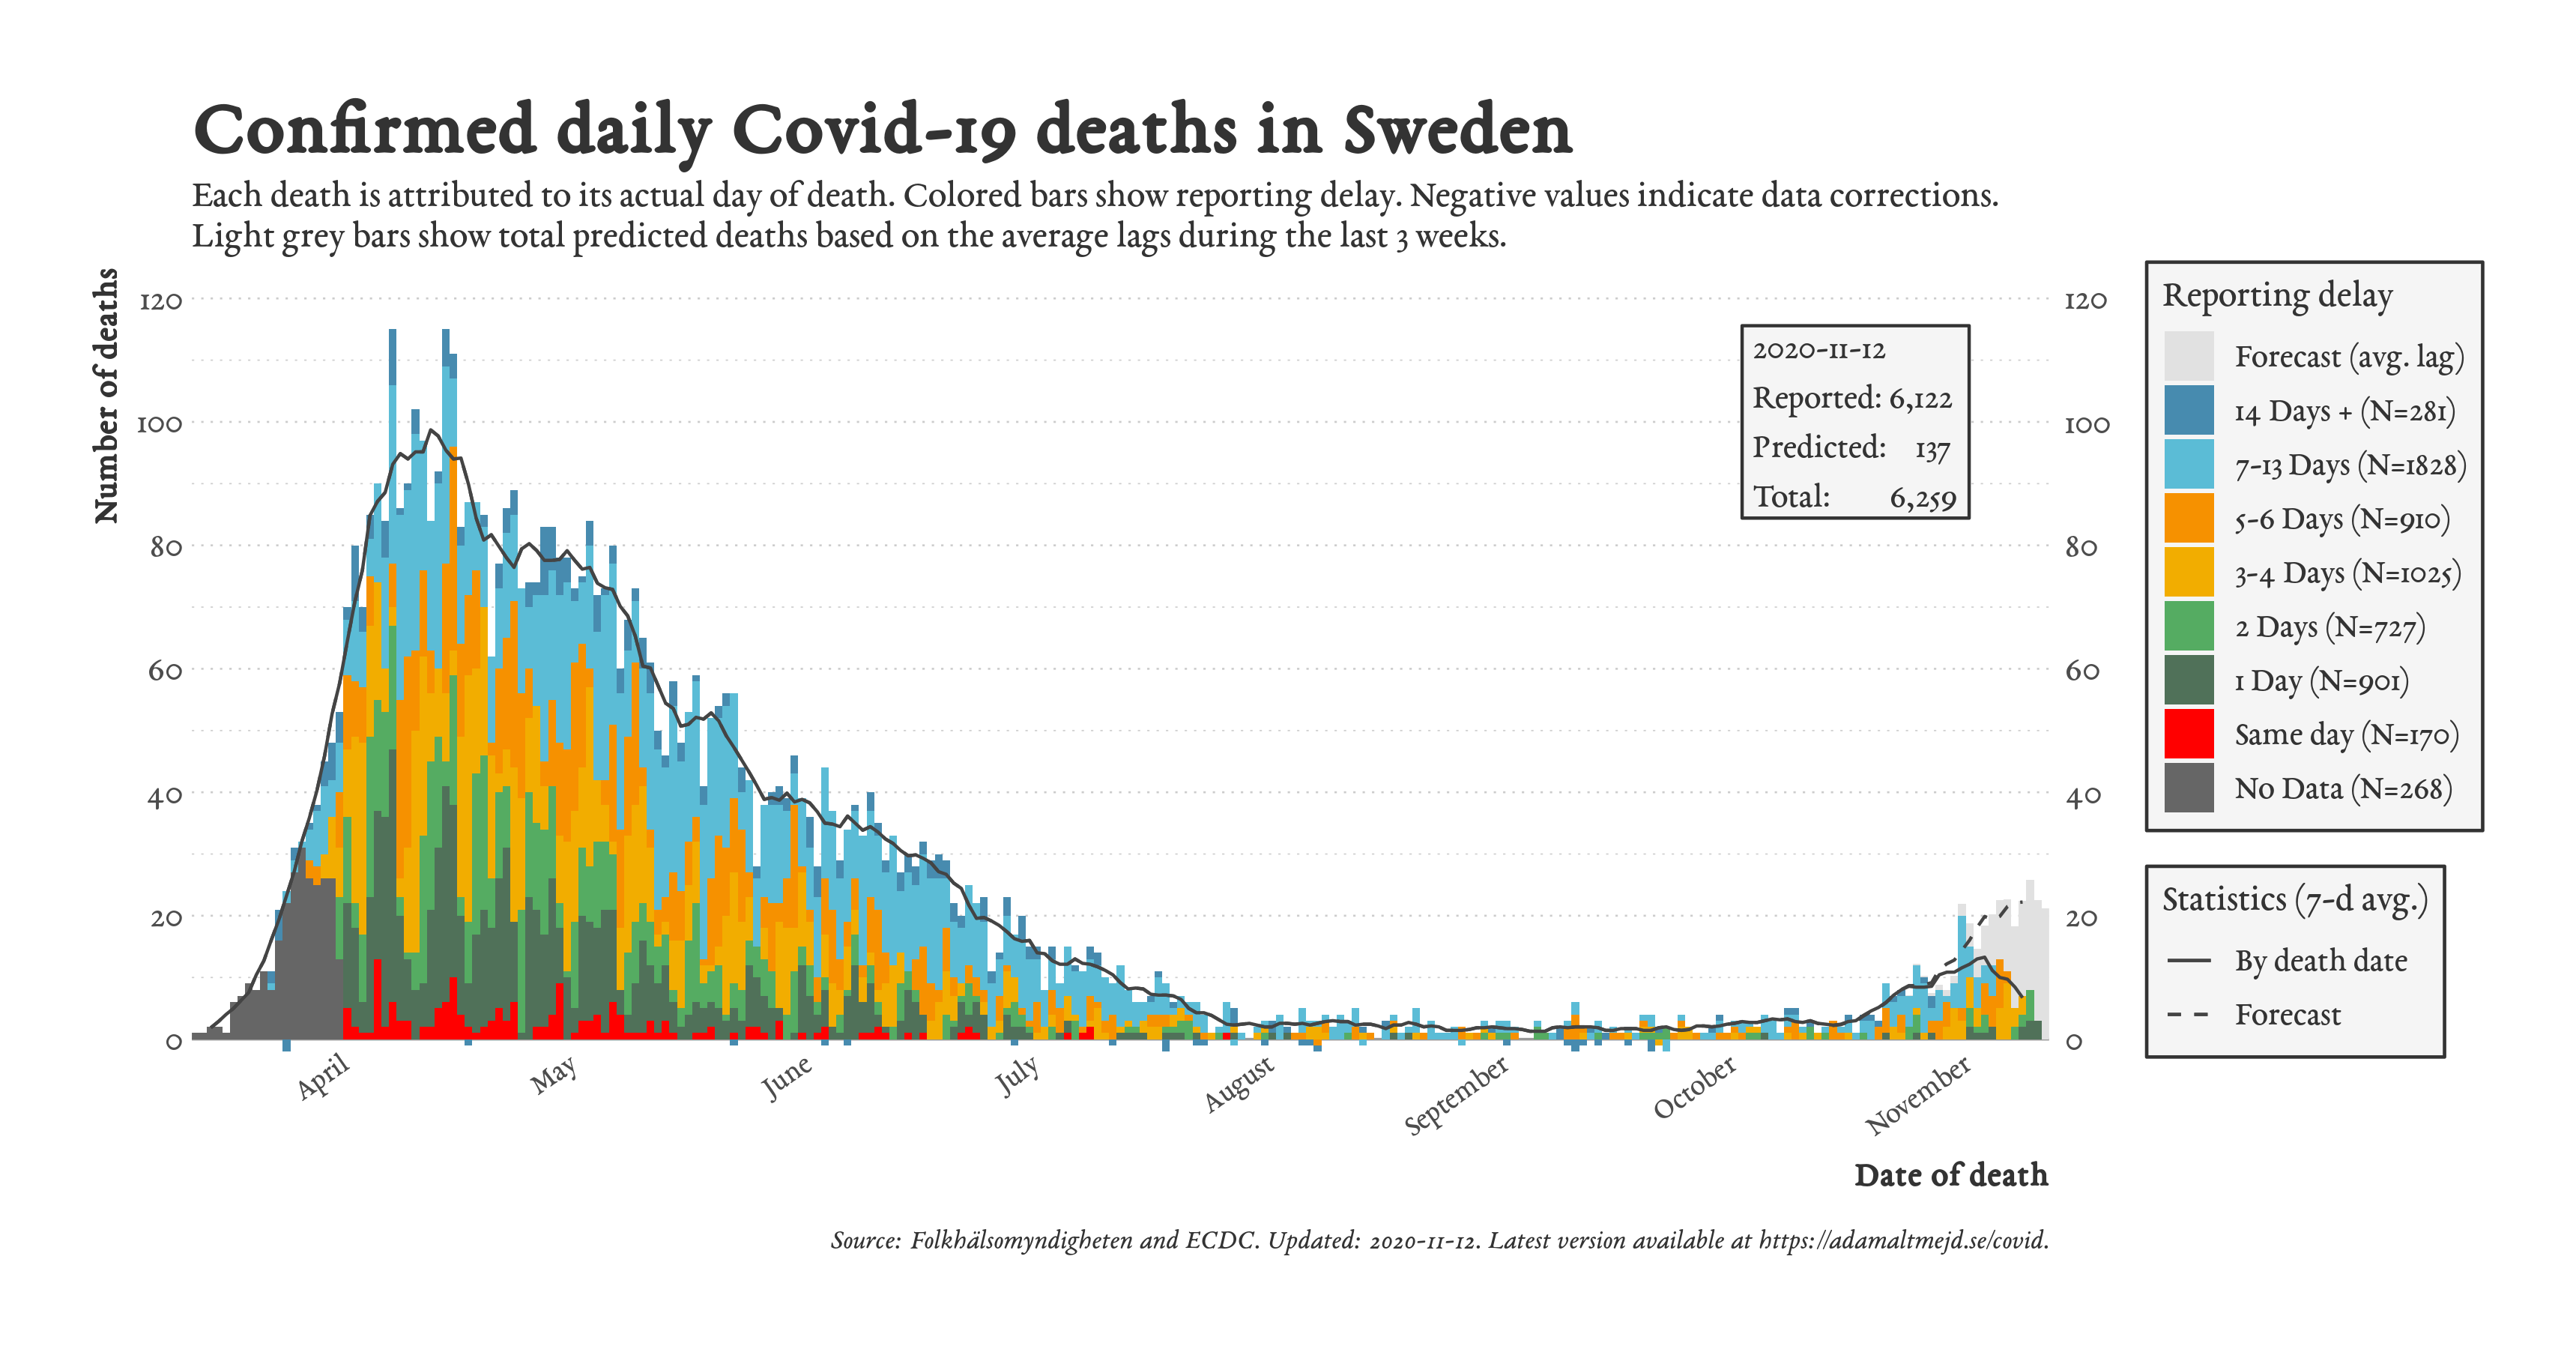 Confirmed daily Covid-19 deaths in Sweden
Each death is attributed to its actual day of death. Colored bars show reporting delay. Negative values indicate data corrections.
Light grey bars show total predicted deaths based on the average lags during the last 3 weeks.
Number of deaths
120
100
80
60
40
20
0
2020-11-12
Reported: 6,122
Predicted: 137
Total: 6,259
120
100
80
60
40
20
0
April
May
June
July
August
September
October
November
Date of death
Reporting delay
Forecast (avg. lag)
14 Days + (N=281)
7-13 Days (N=1828)
5-6 Days (N=910)
3-4 Days (N=1025)
2 Days (N=727)
1 Day (N=901)
Same day (N=170)
No Data (N=268)
Statistics (7-d avg.)
By death date
Forecast
Source: Folkhälsomyndigheten and ECDC. Updated: 2020-11-12. Latest version available at https://adamaltmejd.se/covid.